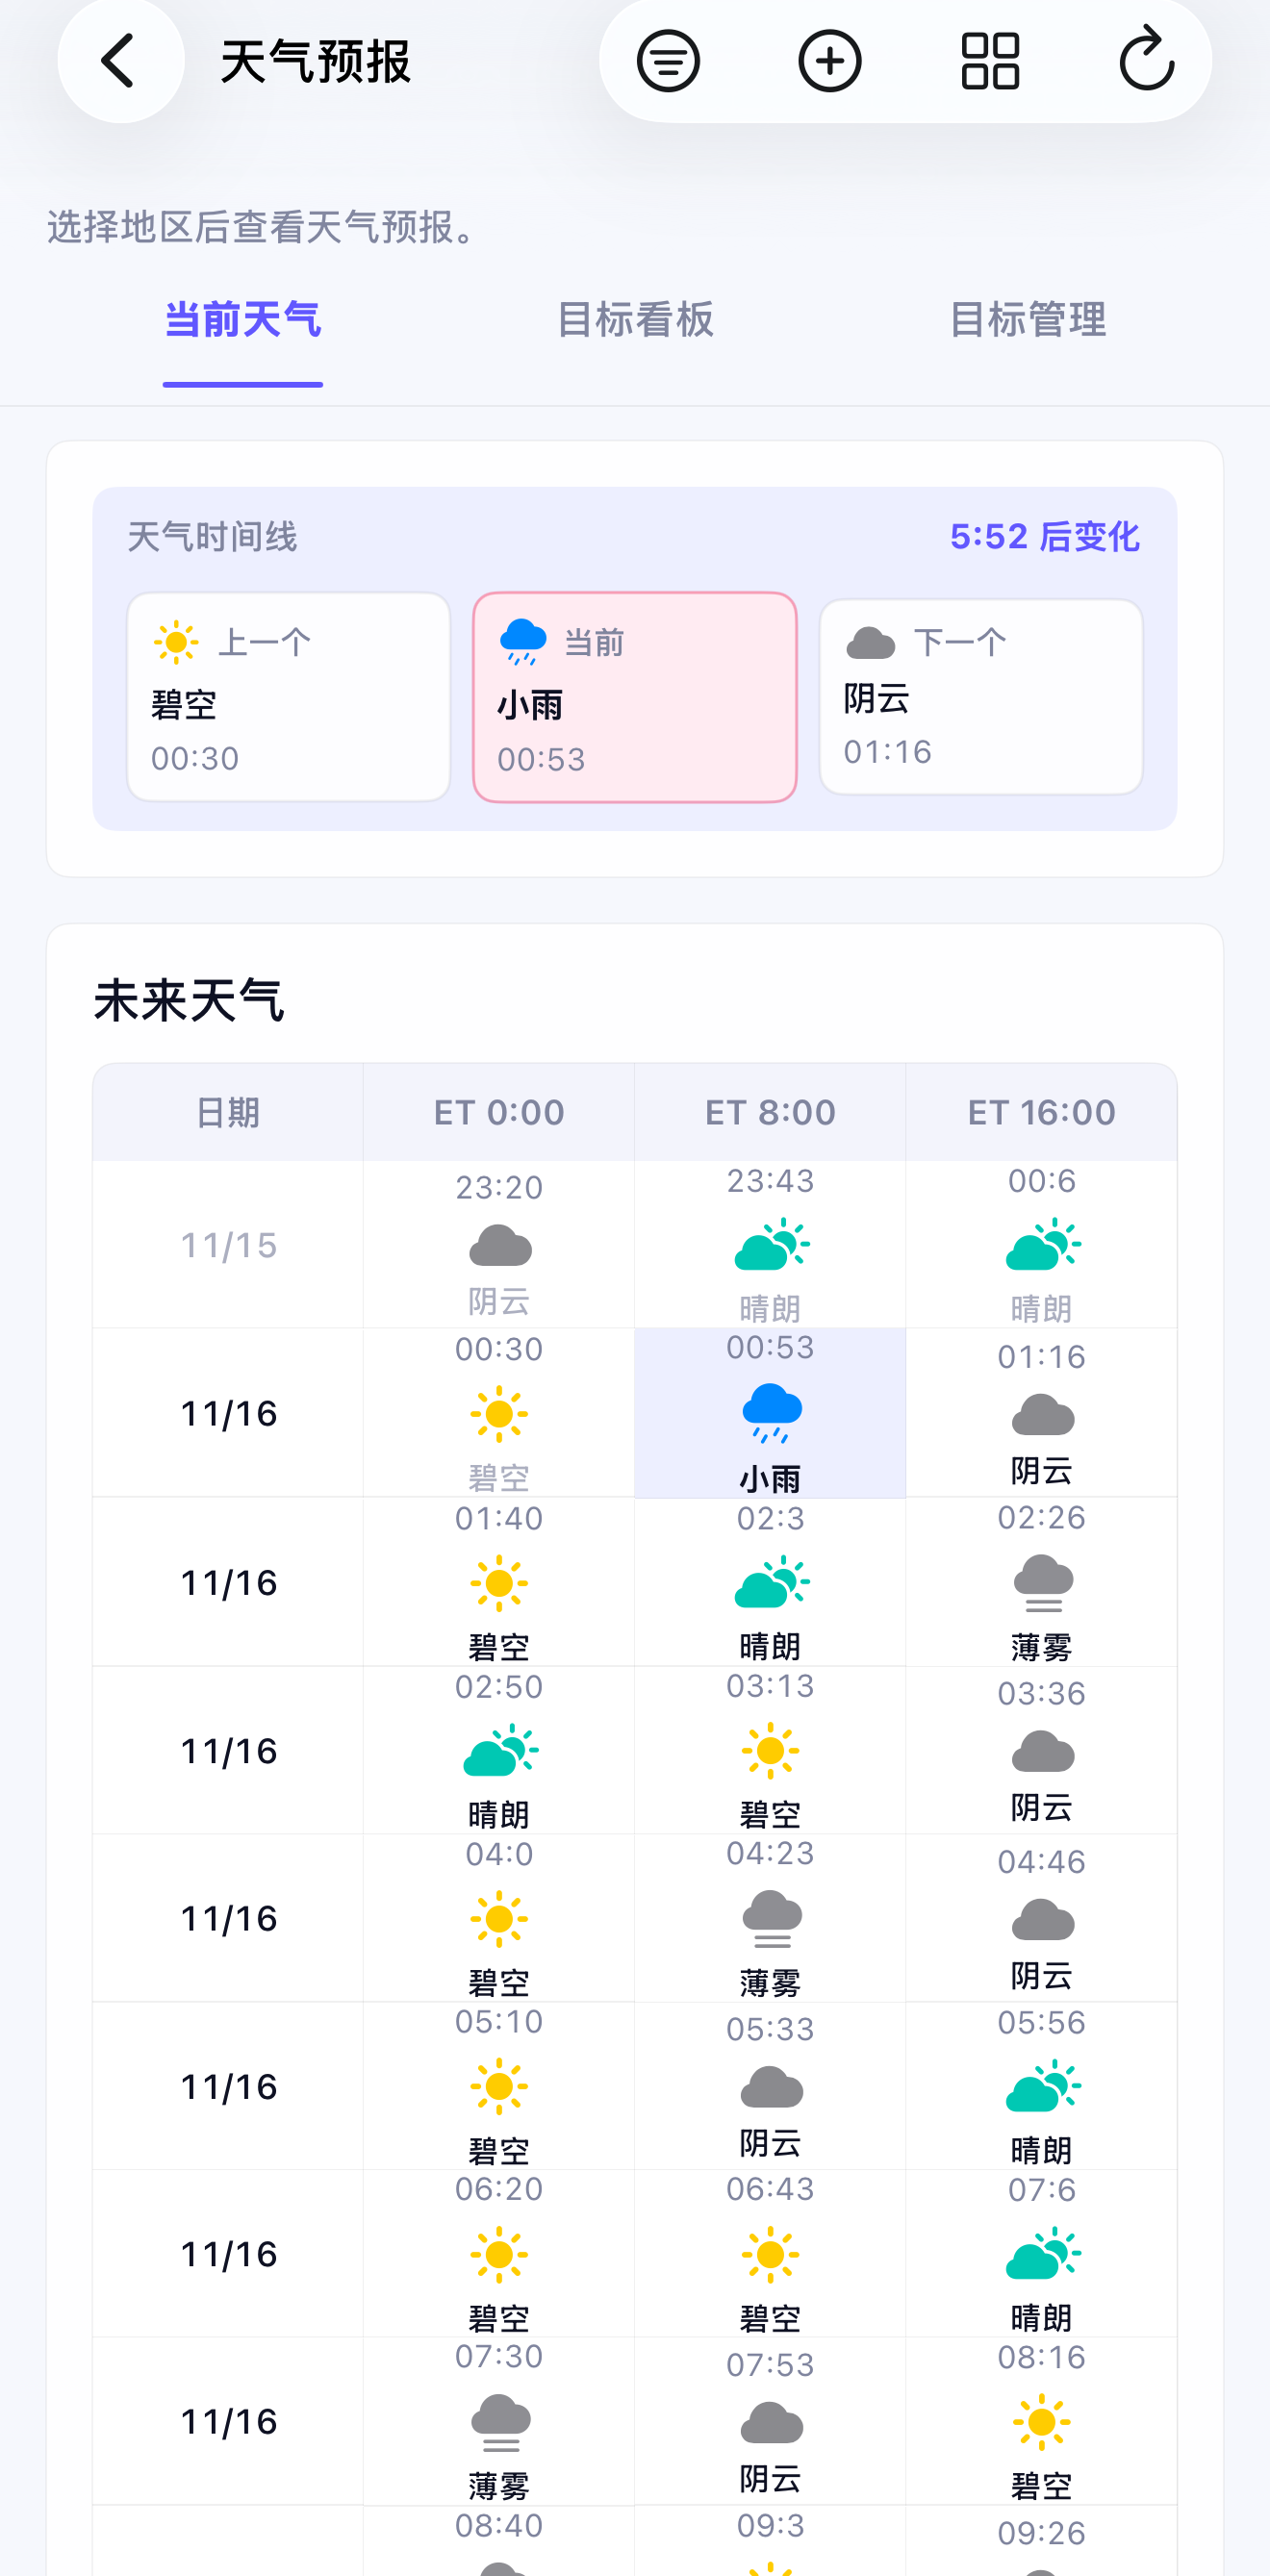 天气预报
选择地区后查看天气预报。
当前天气 目标看板 目标管理
天气时间线 5:52 后变化
上一个 当前 下一个
碧空 小雨 阴云
00:30 00:53 01:16
未来天气
日期 ET 0:00 ET 8:00 ET 16:00
23:20 23:43 00:6
11/15
阴云 晴朗 晴朗
00:30 00:53 01:16
11/16
碧空 小雨 阴云
01:40 02:3 02:26
11/16
碧空 晴朗 薄雾
02:50 03:13 03:36
11/16
晴朗 碧空 阴云
04:0 04:23 04:46
11/16
碧空 薄雾 阴云
05:10 05:33 05:56
11/16
碧空 阴云 晴朗
06:20 06:43 07:6
11/16
碧空 碧空 晴朗
07:30 07:53 08:16
11/16
薄雾 阴云 碧空
08:40 09:3 09:26